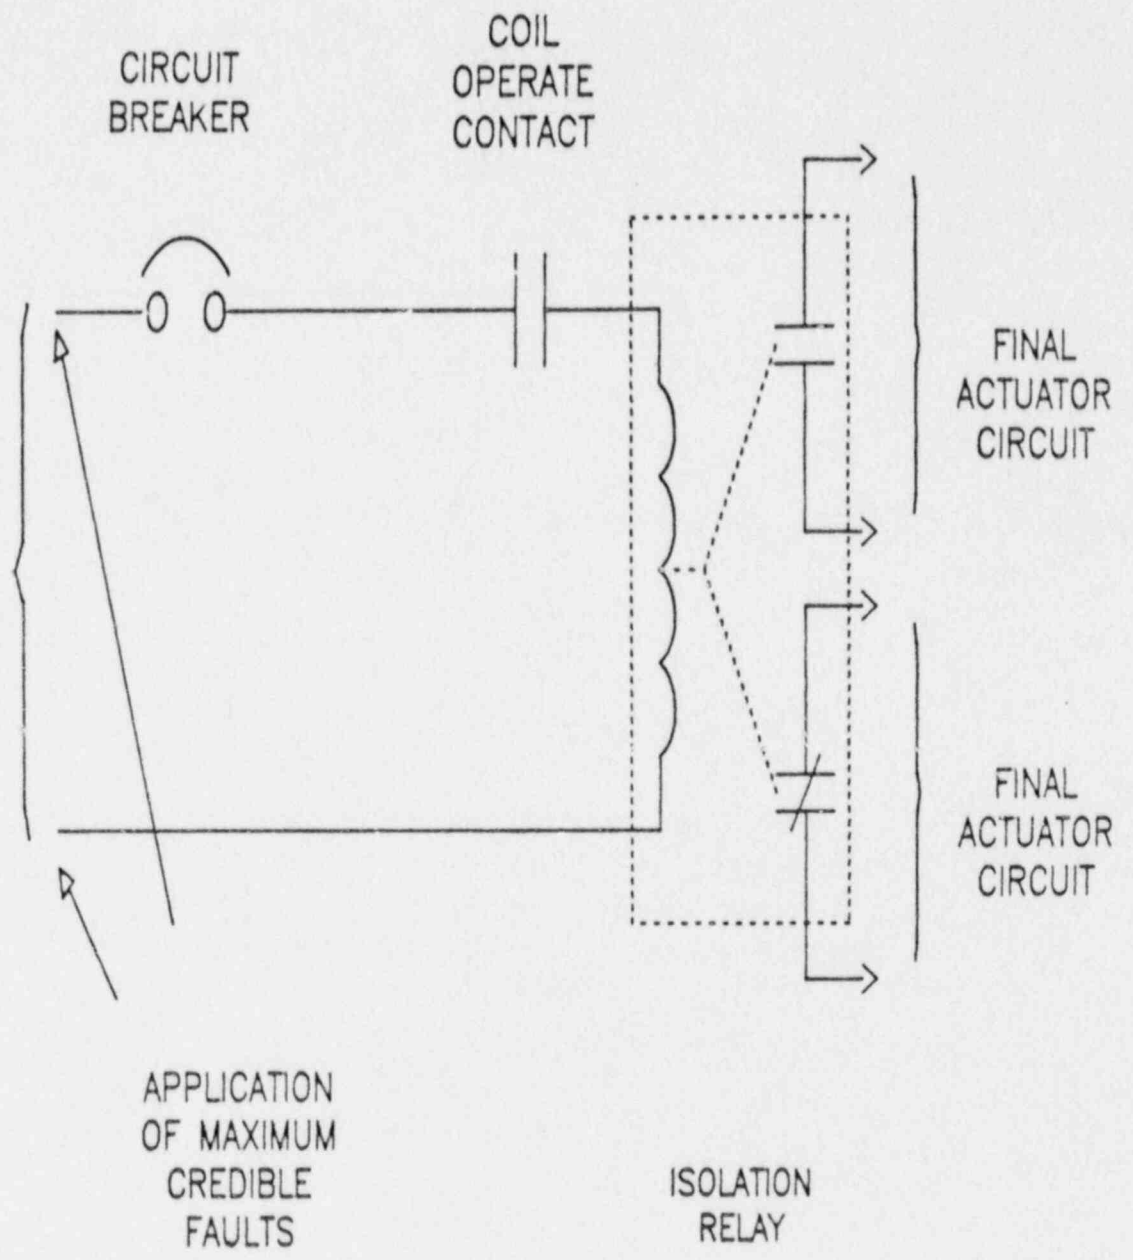 CIRCUIT
BREAKER
COIL
OPERATE
CONTACT
FINAL
ACTUATOR
CIRCUIT
FINAL
ACTUATOR
CIRCUIT
APPLICATION
OF MAXIMUM
CREDIBLE
FAULTS
ISOLATION
RELAY